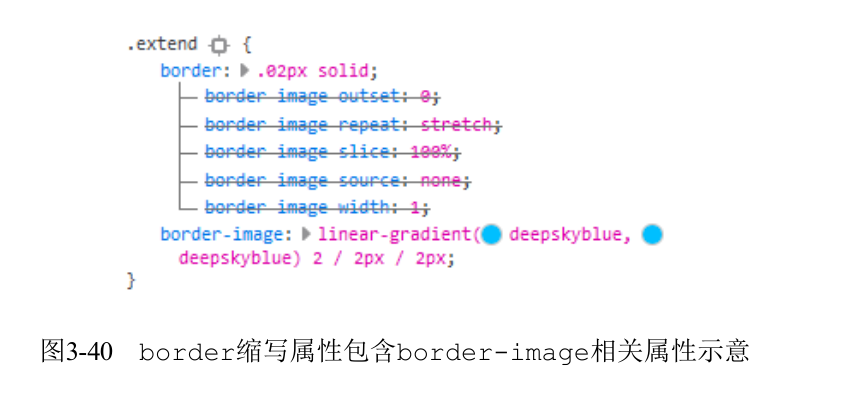 .extend {
border: .02px solid;
border-image-outset: 0;
border-image-repeat: stretch;
border-image-slice: 100%;
border-image-source: none;
border-image-width: 1;
border-image: linear-gradient( deepskyblue,
deepskyblue) 2 / 2px / 2px;
}
图3-40 border缩写属性包含border-image相关属性示意